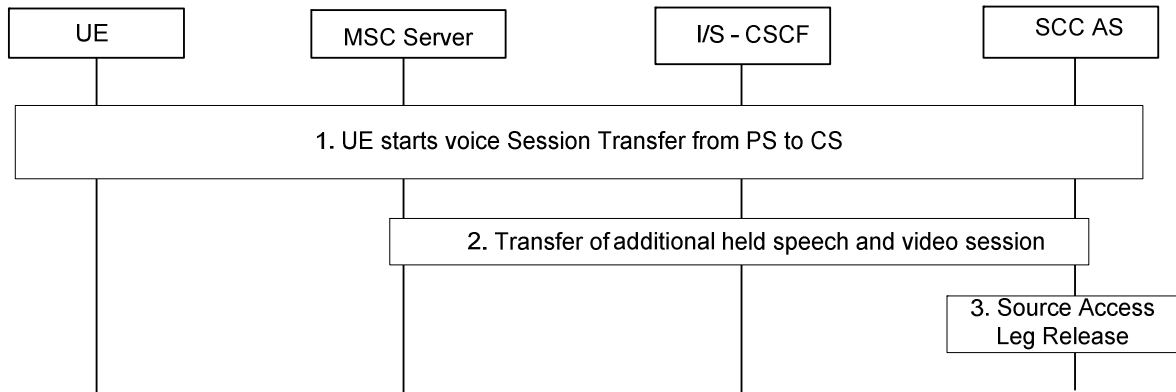 UE
MSC Server
I/S - CSCF
SCC AS
1. UE starts voice Session Transfer from PS to CS
2. Transfer of additional held speech and video session
3. Source Access
Leg Release